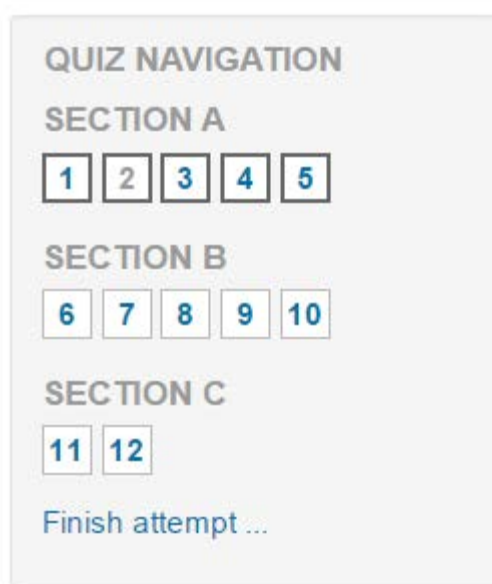 QUIZ NAVIGATION
SECTION A
1 2 3 4 5
SECTION B
6 7 8 9 10
SECTION C
11 12
Finish attempt ...